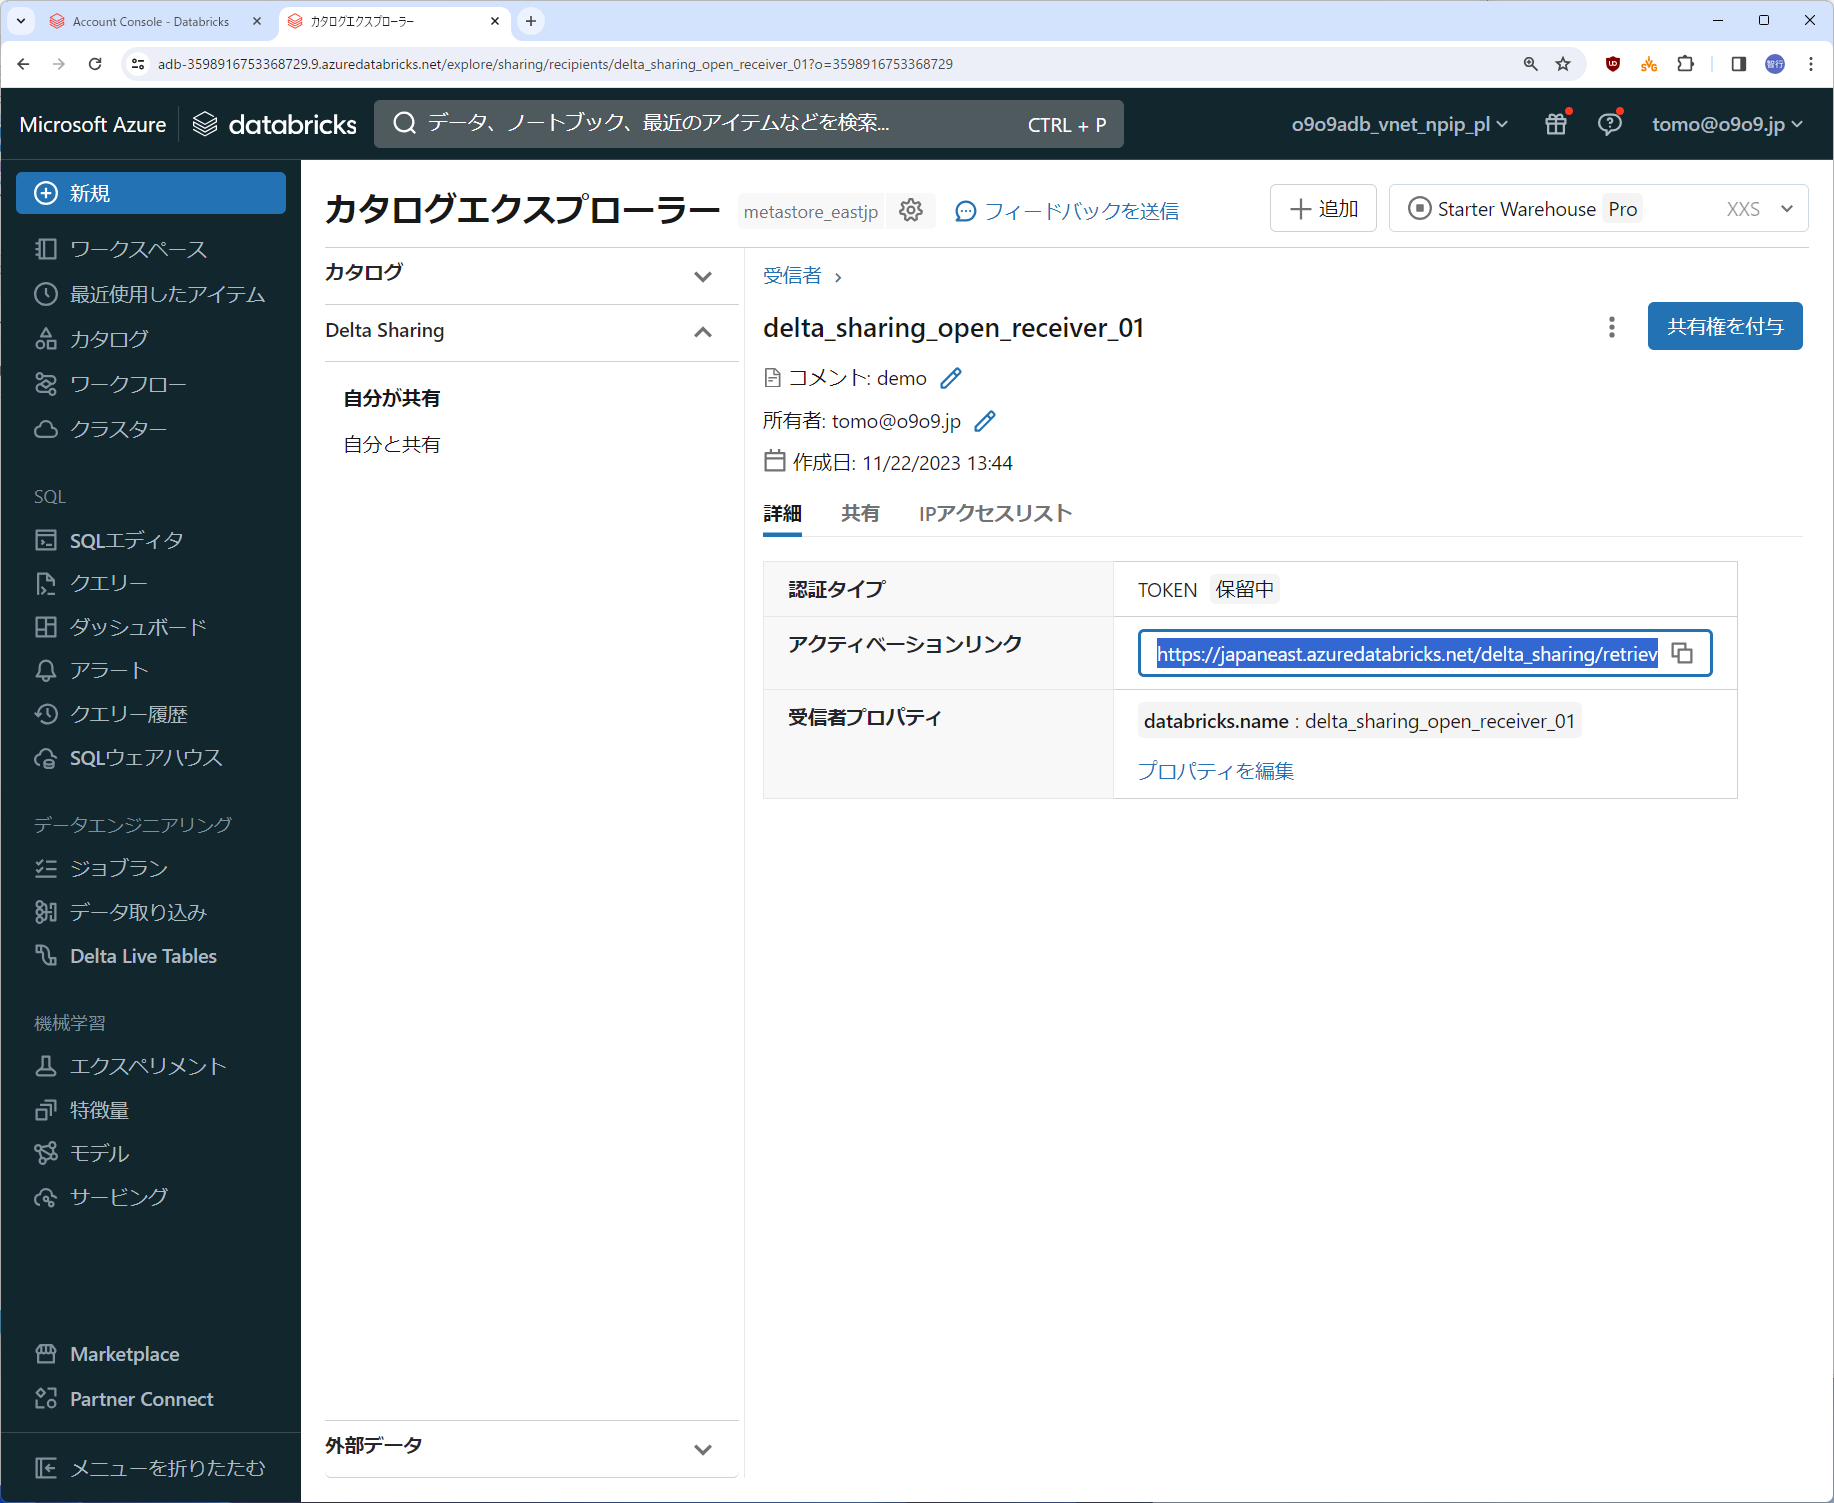 Account Console - Databricks
カタログエクスプローラー
adb-3598916753368729.9.azuredatabricks.net/explore/sharing/recipients/delta_sharing_open_receiver_01?o=3598916753368729
智行
Microsoft Azure
databricks
データ、ノートブック、最近のアイテムなどを検索...
CTRL + P
o9o9adb_vnet_npip_pl
tomo@o9o9.jp
新規
ワークスペース
最近使用したアイテム
カタログ
ワークフロー
クラスター
SQL
SQLエディタ
クエリー
ダッシュボード
アラート
クエリー履歴
SQLウェアハウス
データエンジニアリング
ジョブラン
データ取り込み
Delta Live Tables
機械学習
エクスペリメント
特徴量
モデル
サービング
Marketplace
Partner Connect
メニューを折りたたむ
カタログエクスプローラー
metastore_eastjp
フィードバックを送信
追加
Starter Warehouse Pro XXS
カタログ
Delta Sharing
自分が共有
自分と共有
外部データ
受信者 ›
delta_sharing_open_receiver_01
共有権を付与
コメント: demo
所有者: tomo@o9o9.jp
作成日: 11/22/2023 13:44
詳細 共有 IPアクセスリスト
認証タイプ
TOKEN 保留中
アクティベーションリンク
https://japaneast.azuredatabricks.net/delta_sharing/retriev
受信者プロパティ
databricks.name : delta_sharing_open_receiver_01
プロパティを編集